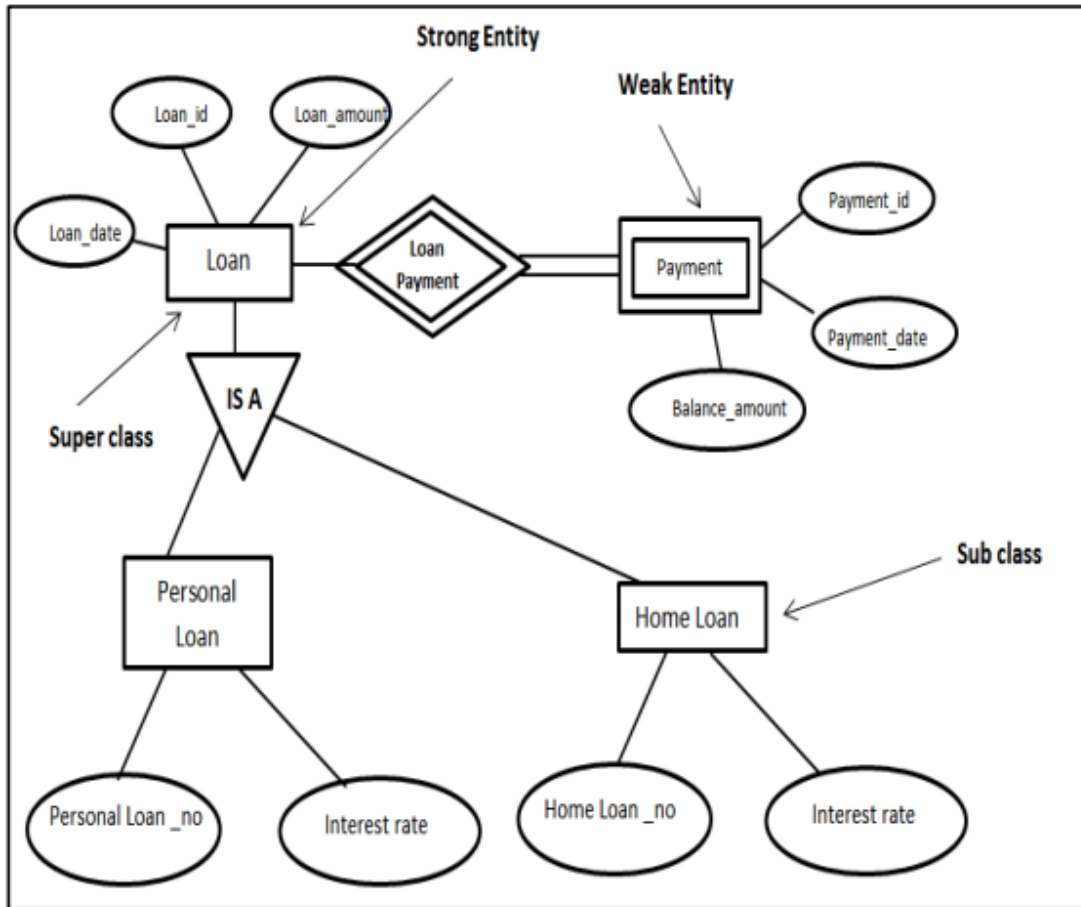 Strong Entity
Weak Entity
Loan_id
Loan_amount
Payment_id
Loan_date
Loan
Loan
Payment
Payment
Payment_date
IS A
Balance_amount
Super class
Sub class
Personal
Loan
Home Loan
Personal Loan _no
Interest rate
Home Loan _no
Interest rate